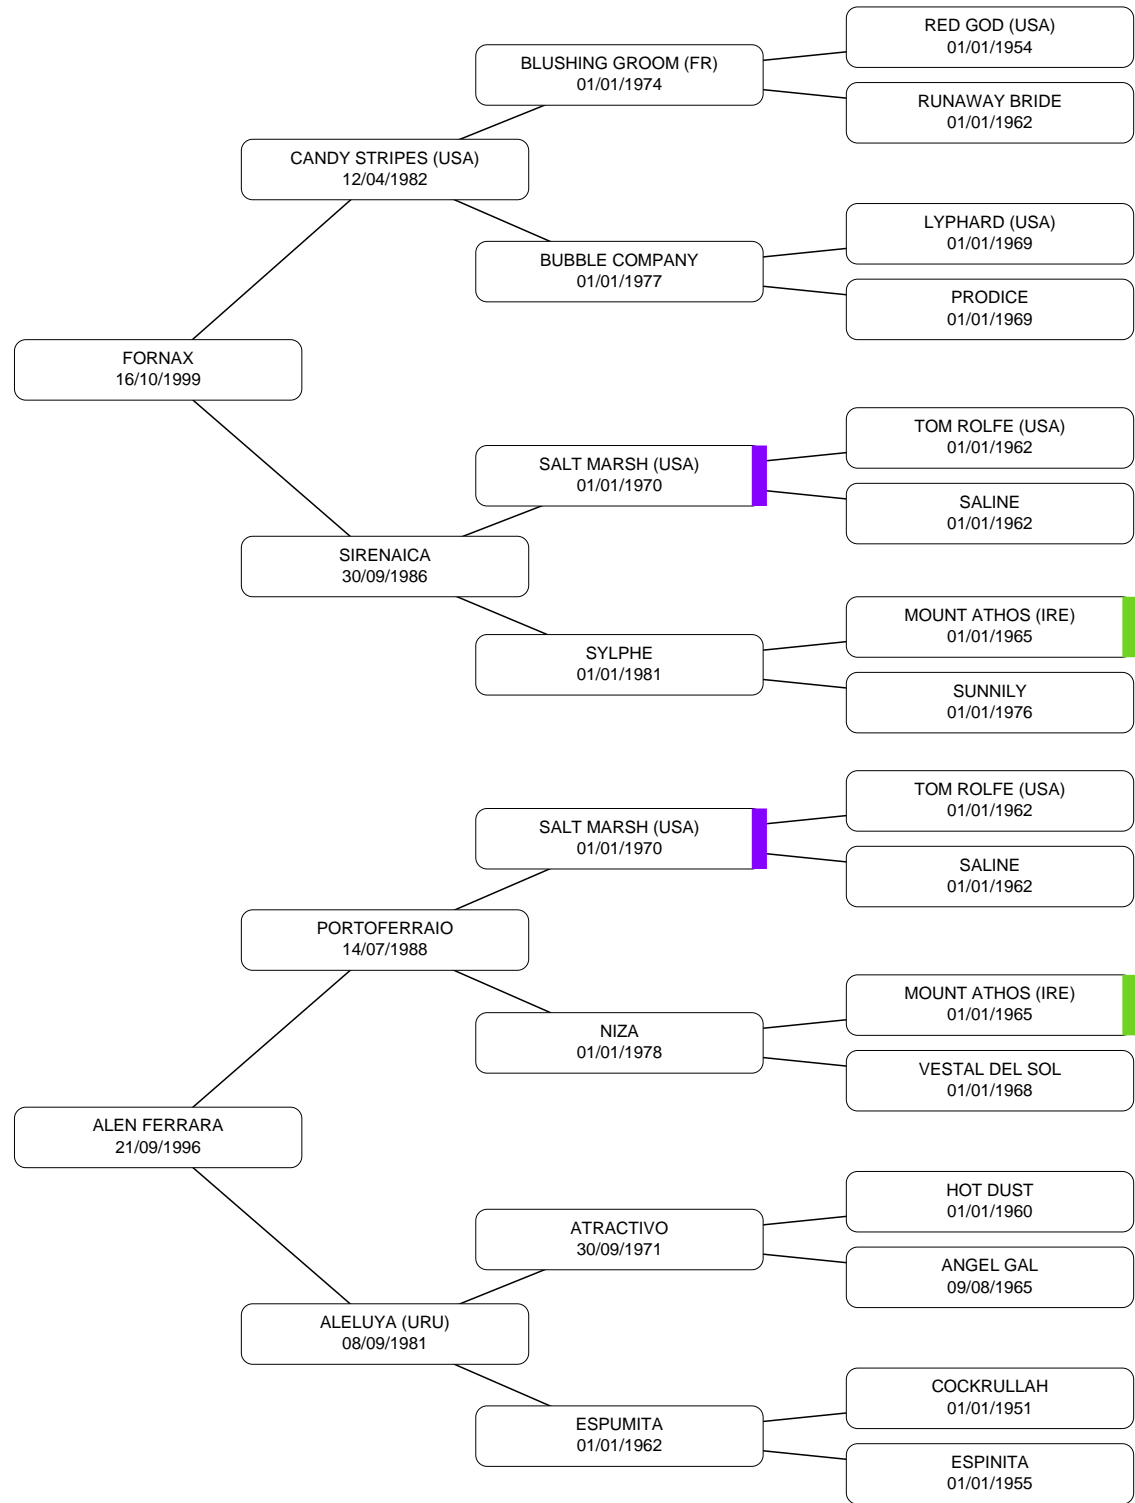 RED GOD (USA)
01/01/1954
BLUSHING GROOM (FR)
01/01/1974
RUNAWAY BRIDE
01/01/1962
CANDY STRIPES (USA)
12/04/1982
LYPHARD (USA)
01/01/1969
BUBBLE COMPANY
01/01/1977
PRODICE
01/01/1969
FORNAX
16/10/1999
TOM ROLFE (USA)
01/01/1962
SALT MARSH (USA)
01/01/1970
SALINE
01/01/1962
SIRENAICA
30/09/1986
MOUNT ATHOS (IRE)
01/01/1965
SYLPHE
01/01/1981
SUNNILY
01/01/1976
TOM ROLFE (USA)
01/01/1962
SALT MARSH (USA)
01/01/1970
SALINE
01/01/1962
PORTOFERRAIO
14/07/1988
MOUNT ATHOS (IRE)
01/01/1965
NIZA
01/01/1978
VESTAL DEL SOL
01/01/1968
ALEN FERRARA
21/09/1996
HOT DUST
01/01/1960
ATRACTIVO
30/09/1971
ANGEL GAL
09/08/1965
ALELUYA (URU)
08/09/1981
COCKRULLAH
01/01/1951
ESPUMITA
01/01/1962
ESPINITA
01/01/1955